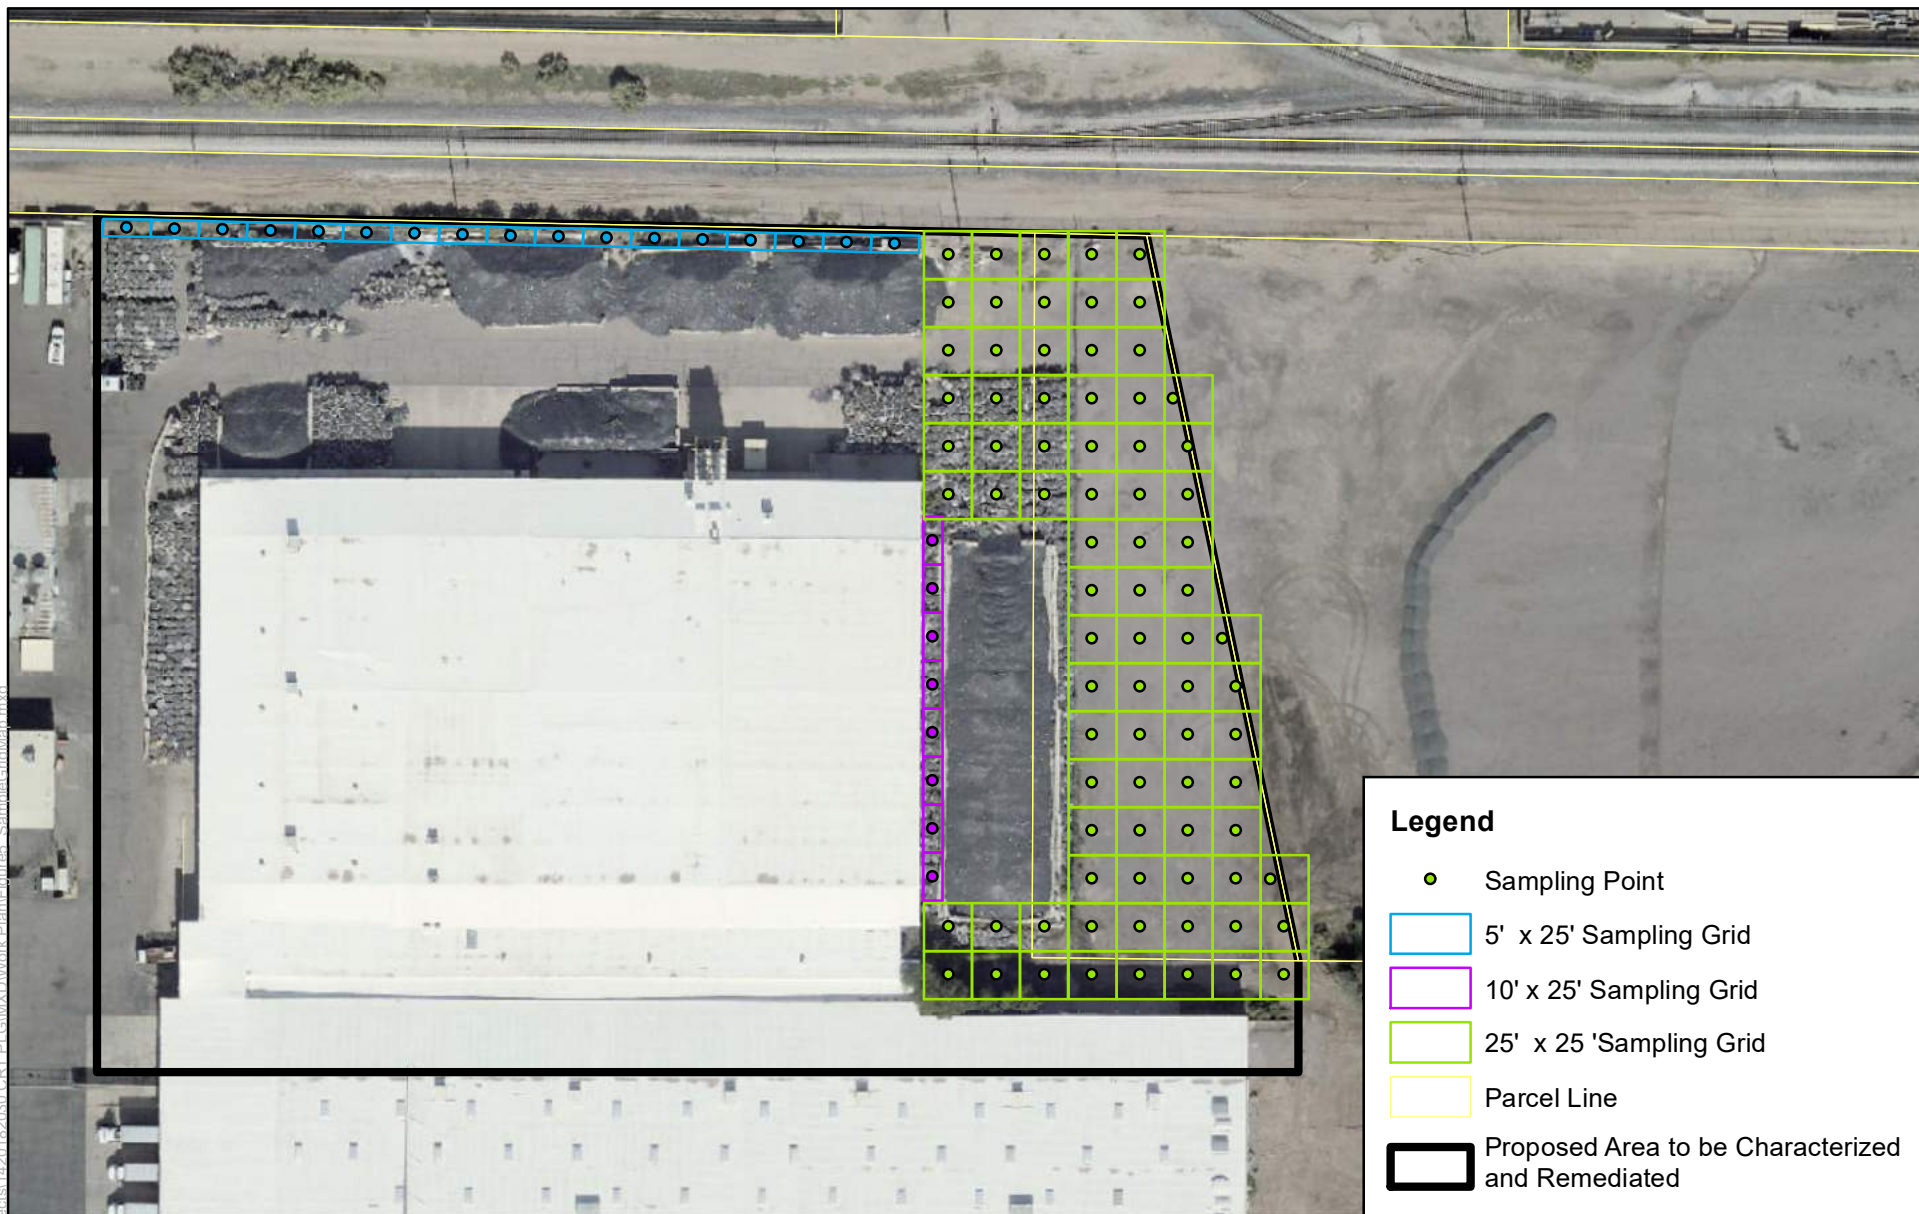 Legend
Sampling Point
5' x 25' Sampling Grid
10' x 25' Sampling Grid
25' x 25 'Sampling Grid
Parcel Line
Proposed Area to be Characterized
and Remediated